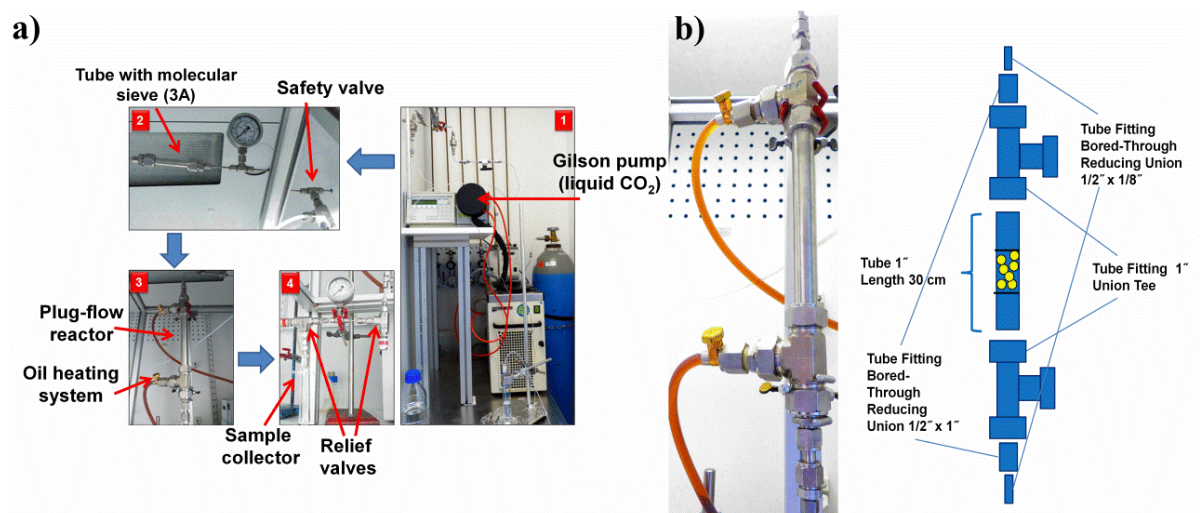 a)
Tube with molecular
sieve (3A)
Safety valve
2
1
Gilson pump
(liquid CO₂)
3
4
Plug-flow
reactor
Oil heating
system
Sample
collector
Relief
valves
b)
Tube Fitting
Bored-Through
Reducing Union
1/2˝ x 1/8˝
Tube 1˝
Length 30 cm
Tube Fitting 1˝
Union Tee
Tube Fitting
Bored-
Through
Reducing
Union 1/2˝ x 1˝